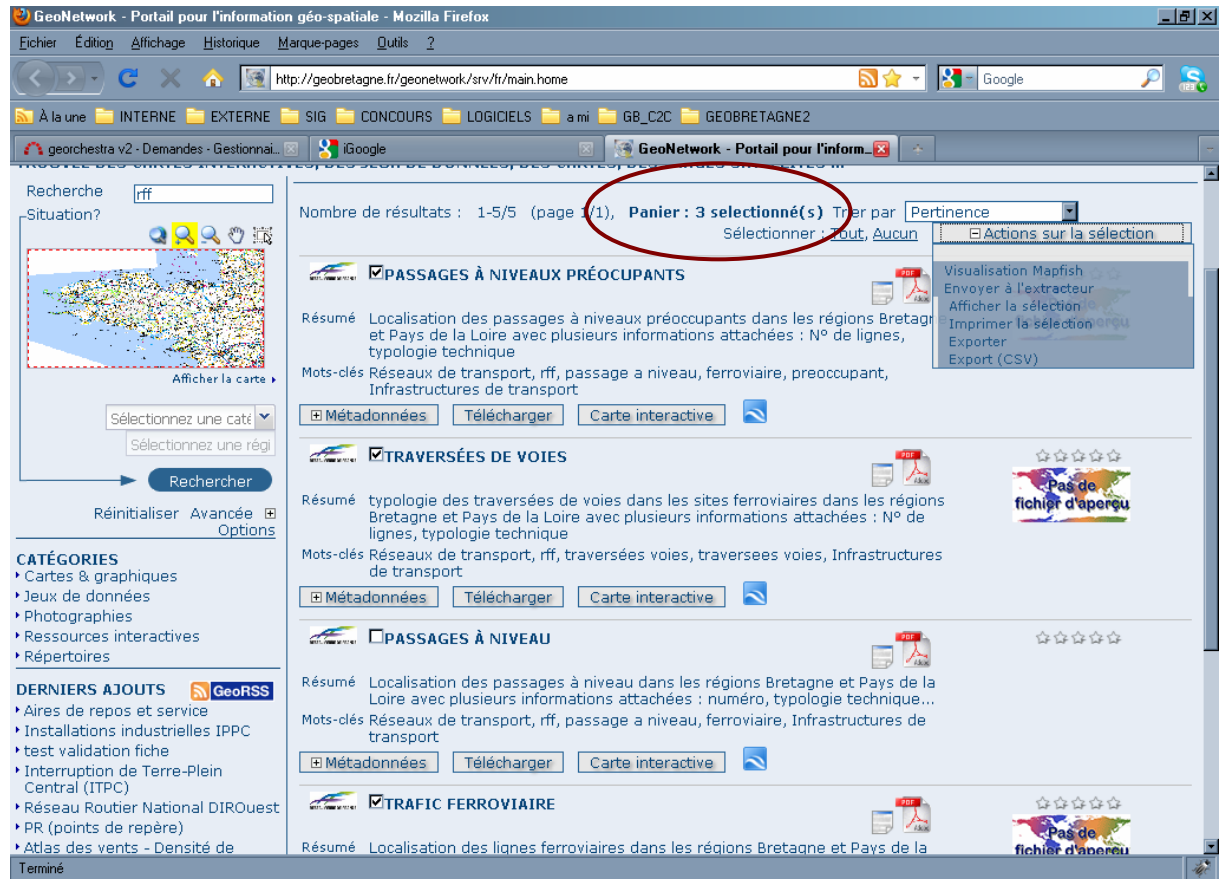 GeoNetwork - Portail pour l'information géo-spatiale - Mozilla Firefox
Fichier Édition Affichage Historique Marque-pages Outils ?
http://geobretagne.fr/geonetwork/srv/fr/main.home
Google
À la une INTERNE EXTERNE SIG CONCOURS LOGICIELS a mi GB_C2C GEOBRETAGNE2
georchestra v2 - Demandes - Gestionnai... iGoogle GeoNetwork - Portail pour l'inform...
Recherche rff
Situation?
Afficher la carte
Sélectionnez une caté
Sélectionnez une régi
Rechercher
Réinitialiser Avancée
Options
CATÉGORIES
Cartes & graphiques
Jeux de données
Photographies
Ressources interactives
Répertoires
DERNIERS AJOUTS GeoRSS
Aires de repos et service
Installations industrielles IPPC
test validation fiche
Interruption de Terre-Plein
Central (ITPC)
Réseau Routier National DIROuest
PR (points de repère)
Atlas des vents - Densité de
Nombre de résultats : 1-5/5 (page 1/1), Panier : 3 selectionné(s) Trier par Pertinence
Sélectionner : Tout, Aucun
Actions sur la sélection
Visualisation Mapfish
Envoyer à l'extracteur
Afficher la sélection
Imprimer la sélection
Exporter
Export (CSV)
PASSAGES À NIVEAUX PRÉOCUPANTS
PDF
Résumé Localisation des passages à niveaux préoccupants dans les régions Bretagne
et Pays de la Loire avec plusieurs informations attachées : N° de lignes,
typologie technique
Mots-clés Réseaux de transport, rff, passage a niveau, ferroviaire, preoccupant,
Infrastructures de transport
Métadonnées Télécharger Carte interactive
TRAVERSÉES DE VOIES
PDF
Pas de
fichier d'aperçu
Résumé typologie des traversées de voies dans les sites ferroviaires dans les régions
Bretagne et Pays de la Loire avec plusieurs informations attachées : N° de
lignes, typologie technique
Mots-clés Réseaux de transport, rff, traversées voies, traversees voies, Infrastructures
de transport
Métadonnées Télécharger Carte interactive
PASSAGES À NIVEAU
PDF
Résumé Localisation des passages à niveau dans les régions Bretagne et Pays de la
Loire avec plusieurs informations attachées : numéro, typologie technique...
Mots-clés Réseaux de transport, rff, passage a niveau, ferroviaire, Infrastructures de
transport
Métadonnées Télécharger Carte interactive
TRAFIC FERROVIAIRE
PDF
Pas de
fichier d'aperçu
Résumé Localisation des lignes ferroviaires dans les régions Bretagne et Pays de la
Terminé